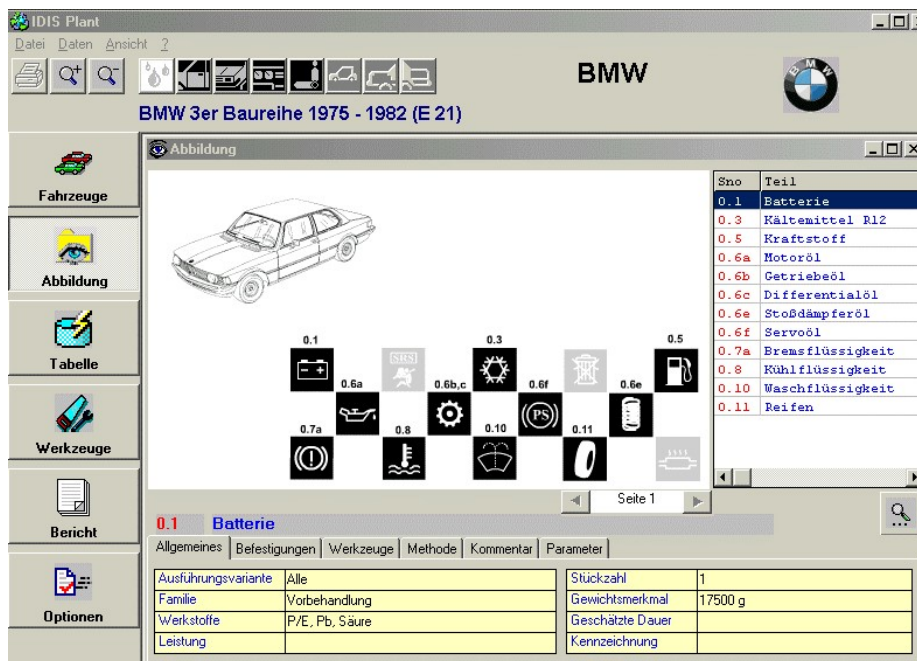 IDIS Plant
Datei Daten Ansicht ?
BMW
BMW
BMW 3er Baureihe 1975 - 1982 (E 21)
Fahrzeuge
Abbildung
Tabelle
Werkzeuge
Bericht
Optionen
Abbildung
Sno Teil
0.1 Batterie
0.3 Kältemittel R12
0.5 Kraftstoff
0.6a Motoröl
0.6b Getriebeöl
0.6c Differentialöl
0.6e Stoßdämpferöl
0.6f Servoöl
0.7a Bremsflüssigkeit
0.8 Kühlflüssigkeit
0.10 Waschflüssigkeit
0.11 Reifen
0.1 0.3 0.5
SRS
0.6a 0.6b,c 0.6f 0.6e
(PS)
0.7a 0.8 0.10 0.11
Seite 1
0.1 Batterie
Allgemeines Befestigungen Werkzeuge Methode Kommentar Parameter
Ausführungsvariante Alle Stückzahl 1
Familie Vorbehandlung Gewichtsmerkmal 17500 g
Werkstoffe P/E, Pb, Säure Geschätzte Dauer
Leistung Kennzeichnung